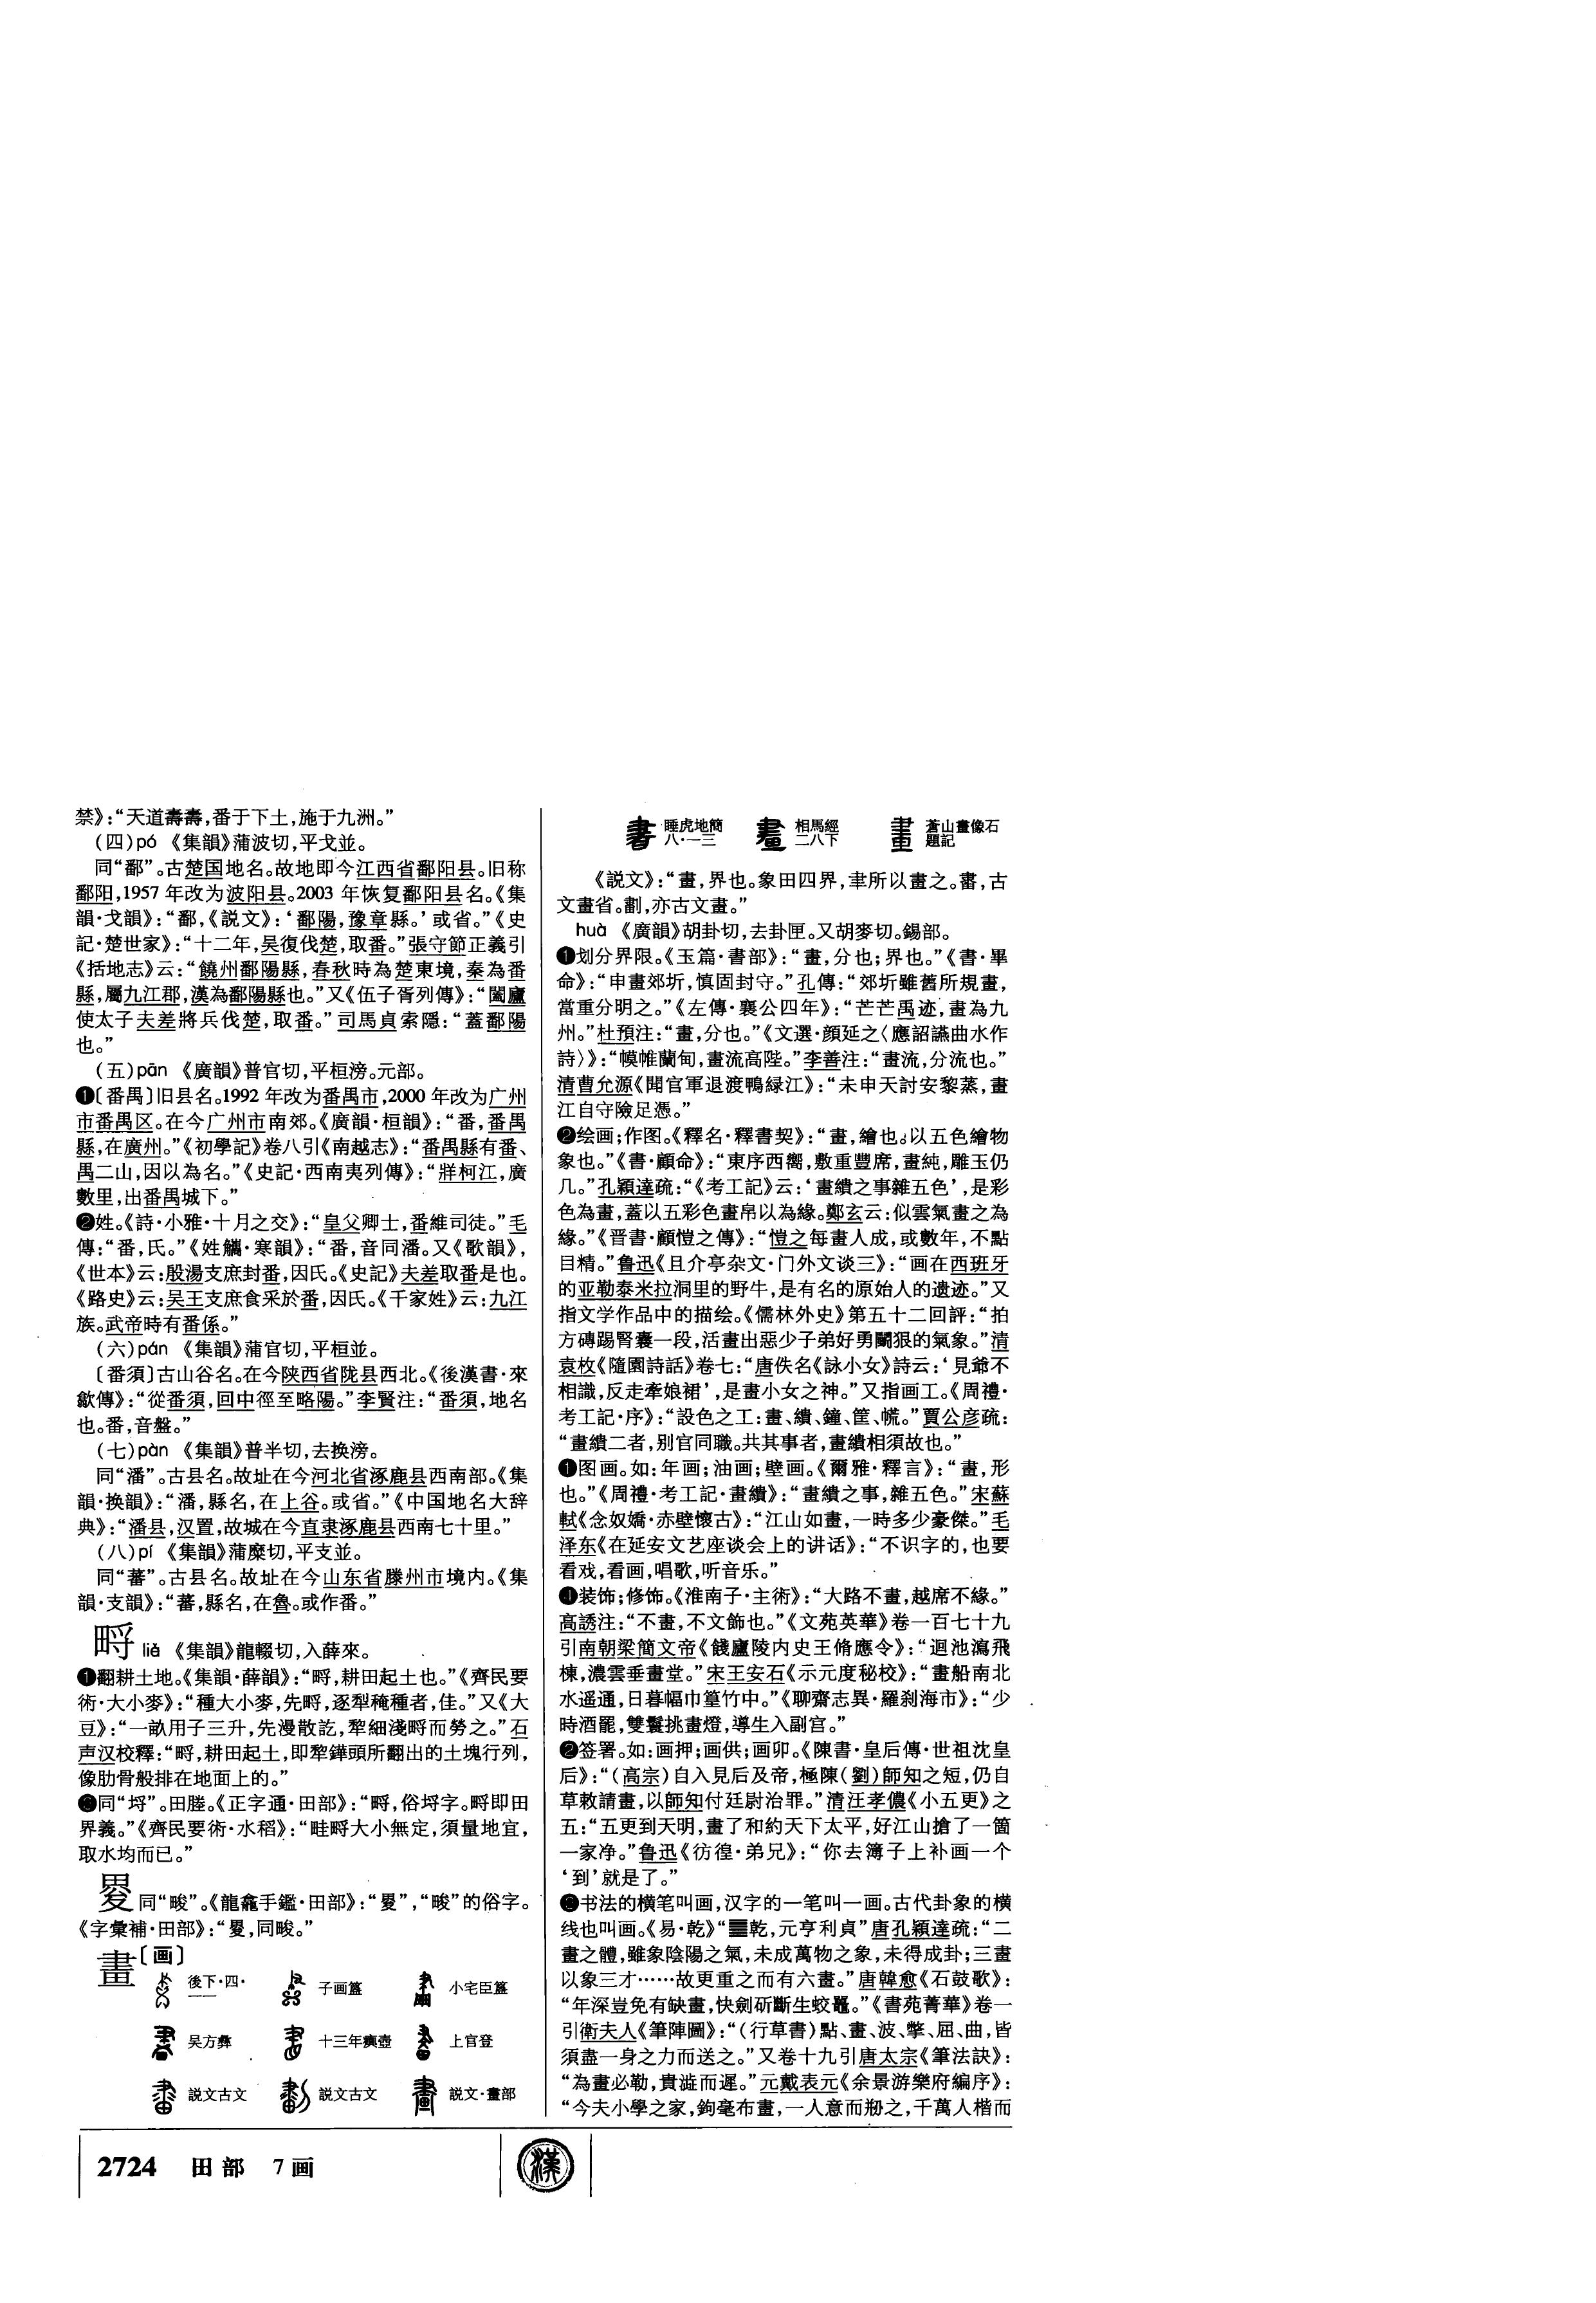 禁》:“天道壽壽,番于下土,施于九洲。”
(四)pó 《集韻》蒲波切,平戈並。
同“鄱”。古楚国地名。故地即今江西省鄱阳县。旧称
鄱阳,1957年改为波阳县。2003年恢复鄱阳县名。《集
韻·戈韻》:“鄱,《説文》:‘鄱陽,豫章縣。’或省。”《史
記·楚世家》:“十二年,吴復伐楚,取番。”張守節正義引
《括地志》云:“饒州鄱陽縣,春秋時為楚東境,秦為番
縣,屬九江郡,漢為鄱陽縣也。”又《伍子胥列傳》:“闔廬
使太子夫差將兵伐楚,取番。”司馬貞索隱:“蓋鄱陽
也。”
(五)pān 《廣韻》普官切,平桓滂。元部。
❶〔番禺〕旧县名。1992年改为番禺市,2000年改为广州
市番禺区。在今广州市南郊。《廣韻·桓韻》:“番,番禺
縣,在廣州。”《初學記》卷八引《南越志》:“番禺縣有番、
禺二山,因以為名。”《史記·西南夷列傳》:“牂柯江,廣
數里,出番禺城下。”
❷姓。《詩·小雅·十月之交》:“皇父卿士,番維司徒。”毛
傳:“番,氏。”《姓觿·寒韻》:“番,音同潘。又《歌韻》,
《世本》云:殷湯支庶封番,因氏。《史記》夫差取番是也。
《路史》云:吴王支庶食采於番,因氏。《千家姓》云:九江
族。武帝時有番係。”
(六)pán 《集韻》蒲官切,平桓並。
〔番須〕古山谷名。在今陕西省陇县西北。《後漢書·來
歙傳》:“從番須,回中徑至略陽。”李賢注:“番須,地名
也。番,音盤。”
(七)pàn 《集韻》普半切,去换滂。
同“潘”。古县名。故址在今河北省涿鹿县西南部。《集
韻·换韻》:“潘,縣名,在上谷。或省。”《中国地名大辞
典》:“潘县,汉置,故城在今直隶涿鹿县西南七十里。”
(八)pí 《集韻》蒲糜切,平支並。
同“蕃”。古县名。故址在今山东省滕州市境内。《集
韻·支韻》:“蕃,縣名,在魯。或作番。”
畤 liè 《集韻》龍輟切,入薛來。
❶翻耕土地。《集韻·薛韻》:“畤,耕田起土也。”《齊民要
術·大小麥》:“種大小麥,先畤,逐犁䅖種者,佳。”又《大
豆》:“一畝用子三升,先漫散訖,犂細淺畤而勞之。”石
声汉校釋:“畤,耕田起土,即犂鏵頭所翻出的土塊行列,
像肋骨般排在地面上的。”
同“埒”。田塍。《正字通·田部》:“畤,俗埒字。畤即田
界義。”《齊民要術·水稻》:“畦畤大小無定,須量地宜,
取水均而已。”
畟 同“畯”。《龍龕手鑑·田部》:“畟”,“畯”的俗字。
《字彙補·田部》:“畟,同畯。”
畫〔画〕
後下·四·一一 子画簋 小宅臣簋
吴方彝 十三年𤼈壺 上官登
説文古文 説文古文 説文·畫部
睡虎地簡八·一三 相馬經二八下 蒼山畫像石題記
《説文》:“畫,界也。象田四界,聿所以畫之。畵,古
文畫省。劃,亦古文畫。”
huà 《廣韻》胡卦切,去卦匣。又胡麥切。錫部。
❶划分界限。《玉篇·書部》:“畫,分也;界也。”《書·畢
命》:“申畫郊圻,慎固封守。”孔傳:“郊圻雖舊所規畫,
當重分明之。”《左傳·襄公四年》:“芒芒禹迹,畫為九
州。”杜預注:“畫,分也。”《文選·顔延之〈應詔讌曲水作
詩〉》:“幙帷蘭甸,畫流高陛。”李善注:“畫流,分流也。”
清曹允源《聞官軍退渡鴨緑江》:“未申天討安黎蒸,畫
江自守險足憑。”
❷绘画;作图。《釋名·釋書契》:“畫,繪也。以五色繪物
象也。”《書·顧命》:“東序西嚮,敷重豐席,畫純,雕玉仍
几。”孔穎達疏:“《考工記》云:‘畫繢之事雜五色’,是彩
色為畫,蓋以五彩色畫帛以為緣。鄭玄云:似雲氣畫之為
緣。”《晋書·顧愷之傳》:“愷之每畫人成,或數年,不點
目精。”鲁迅《且介亭杂文·门外文谈三》:“画在西班牙
的亚勒泰米拉洞里的野牛,是有名的原始人的遗迹。”又
指文学作品中的描绘。《儒林外史》第五十二回評:“拍
方磚踢腎囊一段,活畫出惡少子弟好勇鬭狠的氣象。”清
袁枚《隨園詩話》卷七:“唐佚名《詠小女》詩云:‘見爺不
相識,反走牽娘裙’,是畫小女之神。”又指画工。《周禮·
考工記·序》:“設色之工:畫、繢、鐘、筐、㡆。”賈公彦疏:
“畫繢二者,别官同職。共其事者,畫繢相須故也。”
❶图画。如:年画;油画;壁画。《爾雅·釋言》:“畫,形
也。”《周禮·考工記·畫繢》:“畫繢之事,雜五色。”宋蘇
軾《念奴嬌·赤壁懷古》:“江山如畫,一時多少豪傑。”毛
泽东《在延安文艺座谈会上的讲话》:“不识字的,也要
看戏,看画,唱歌,听音乐。”
❹装饰;修饰。《淮南子·主術》:“大路不畫,越席不緣。”
高誘注:“不畫,不文飾也。”《文苑英華》卷一百七十九
引南朝梁簡文帝《餞廬陵内史王脩應令》:“迴池瀉飛
棟,濃雲垂畫堂。”宋王安石《示元度秘校》:“畫船南北
水遥通,日暮幅巾篁竹中。”《聊齋志異·羅刹海市》:“少
時酒罷,雙鬟挑畫燈,導生入副宫。”
❷签署。如:画押;画供;画卯。《陳書·皇后傳·世祖沈皇
后》:“(高宗)自入見后及帝,極陳(劉)師知之短,仍自
草敕請畫,以師知付廷尉治罪。”清汪孝儂《小五更》之
五:“五更到天明,畫了和約天下太平,好江山搶了一箇
一家净。”鲁迅《彷徨·弟兄》:“你去簿子上补画一个
‘到’就是了。”
书法的横笔叫画,汉字的一笔叫一画。古代卦象的横
线也叫画。《易·乾》“䷀乾,元亨利貞”唐孔穎達疏:“二
畫之體,雖象陰陽之氣,未成萬物之象,未得成卦;三畫
以象三才……故更重之而有六畫。”唐韓愈《石鼓歌》:
“年深豈免有缺畫,快劍斫斷生蛟鼉。”《書苑菁華》卷一
引衛夫人《筆陣圖》:“(行草書)點、畫、波、擎、屈、曲,皆
須盡一身之力而送之。”又卷十九引唐太宗《筆法訣》:
“為畫必勒,貴澁而遲。”元戴表元《余景游樂府編序》:
“今夫小學之家,鉤毫布畫,一人意而剙之,千萬人楷而
2724 田部 7画
漢